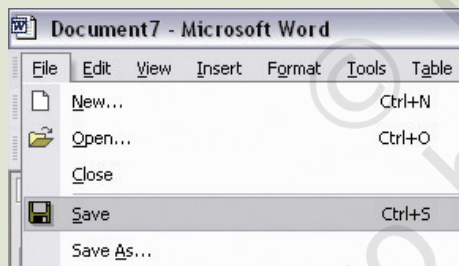 Document7 - Microsoft Word
File Edit View Insert Format Tools Table
New... Ctrl+N
Open... Ctrl+O
Close
Save Ctrl+S
Save As...